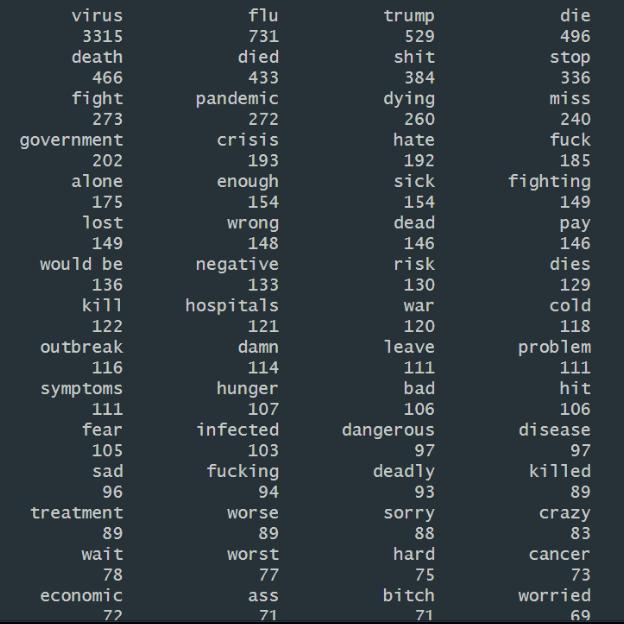 virus flu trump die
3315 731 529 496
death died shit stop
466 433 384 336
fight pandemic dying miss
273 272 260 240
government crisis hate fuck
202 193 192 185
alone enough sick fighting
175 154 154 149
lost wrong dead pay
149 148 146 146
would be negative risk dies
136 133 130 129
kill hospitals war cold
122 121 120 118
outbreak damn leave problem
116 114 111 111
symptoms hunger bad hit
111 107 106 106
fear infected dangerous disease
105 103 97 97
sad fucking deadly killed
96 94 93 89
treatment worse sorry crazy
89 89 88 83
wait worst hard cancer
78 77 75 73
economic ass bitch worried
72 71 71 69